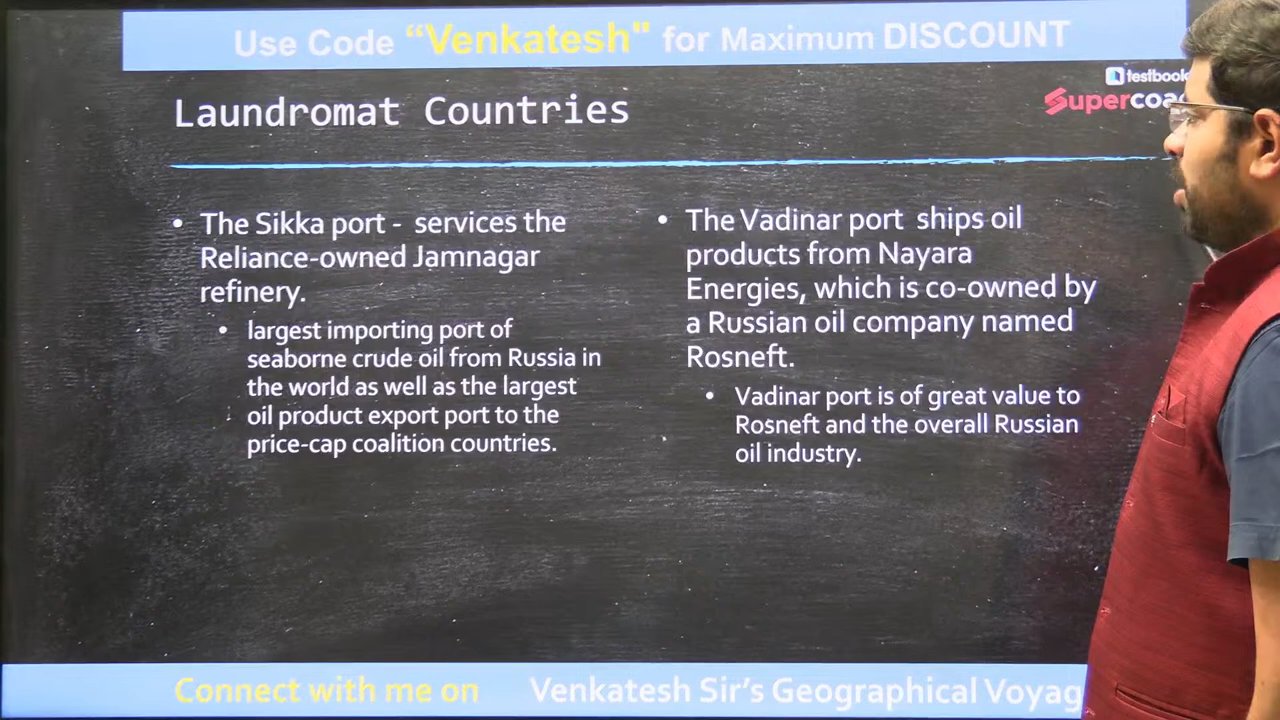 Use Code “Venkatesh" for Maximum DISCOUNT
testbook
Laundromat Countries
Supercoac
• The Sikka port - services the
Reliance-owned Jamnagar
refinery.
• largest importing port of
seaborne crude oil from Russia in
the world as well as the largest
oil product export port to the
price-cap coalition countries.
• The Vadinar port ships oil
products from Nayara
Energies, which is co-owned by
a Russian oil company named
Rosneft.
• Vadinar port is of great value to
Rosneft and the overall Russian
oil industry.
Connect with me on Venkatesh Sir's Geographical Voyag